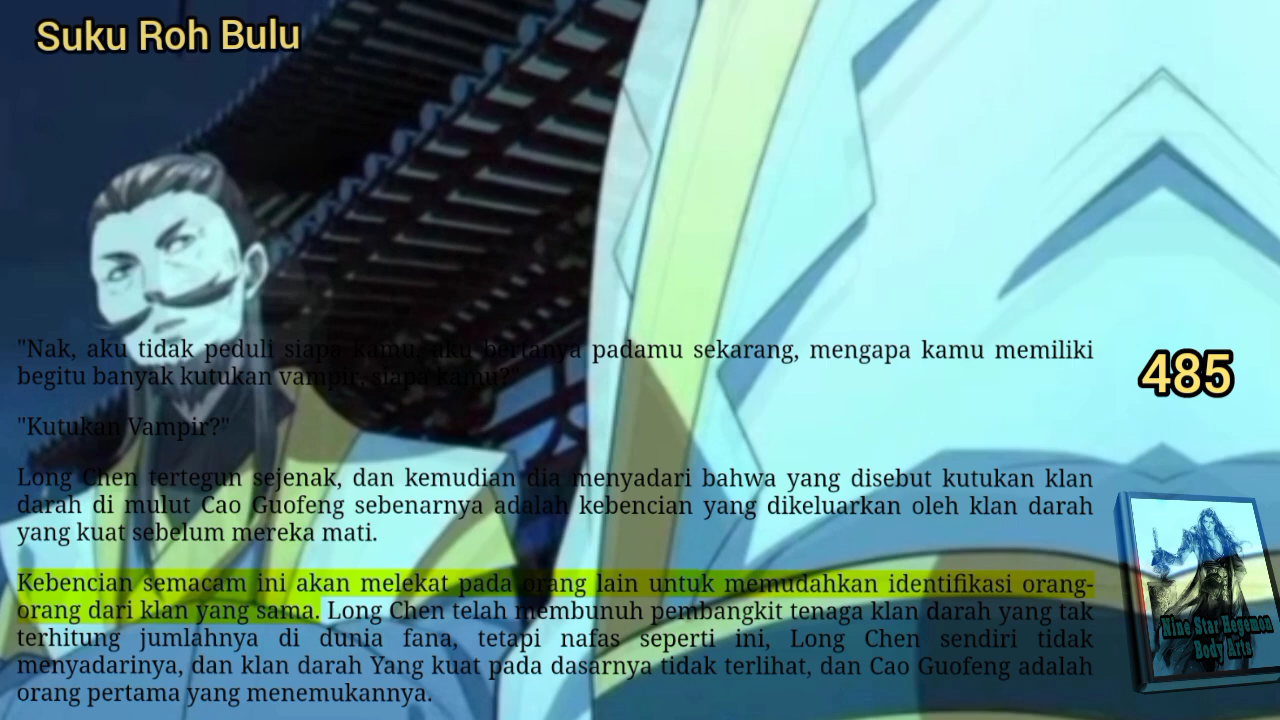 Suku Roh Bulu
"Nak, aku tidak peduli siapa kamu, aku bertanya padamu sekarang, mengapa kamu memiliki
begitu banyak kutukan vampir, siapa kamu?"
"Kutukan Vampir?"
Long Chen tertegun sejenak, dan kemudian dia menyadari bahwa yang disebut kutukan klan
darah di mulut Cao Guofeng sebenarnya adalah kebencian yang dikeluarkan oleh klan darah
yang kuat sebelum mereka mati.
Kebencian semacam ini akan melekat pada orang lain untuk memudahkan identifikasi orang-
orang dari klan yang sama. Long Chen telah membunuh pembangkit tenaga klan darah yang tak
terhitung jumlahnya di dunia fana, tetapi nafas seperti ini, Long Chen sendiri tidak
menyadarinya, dan klan darah Yang kuat pada dasarnya tidak terlihat, dan Cao Guofeng adalah
orang pertama yang menemukannya.
485
Nine Star Hegemon
Body Arts